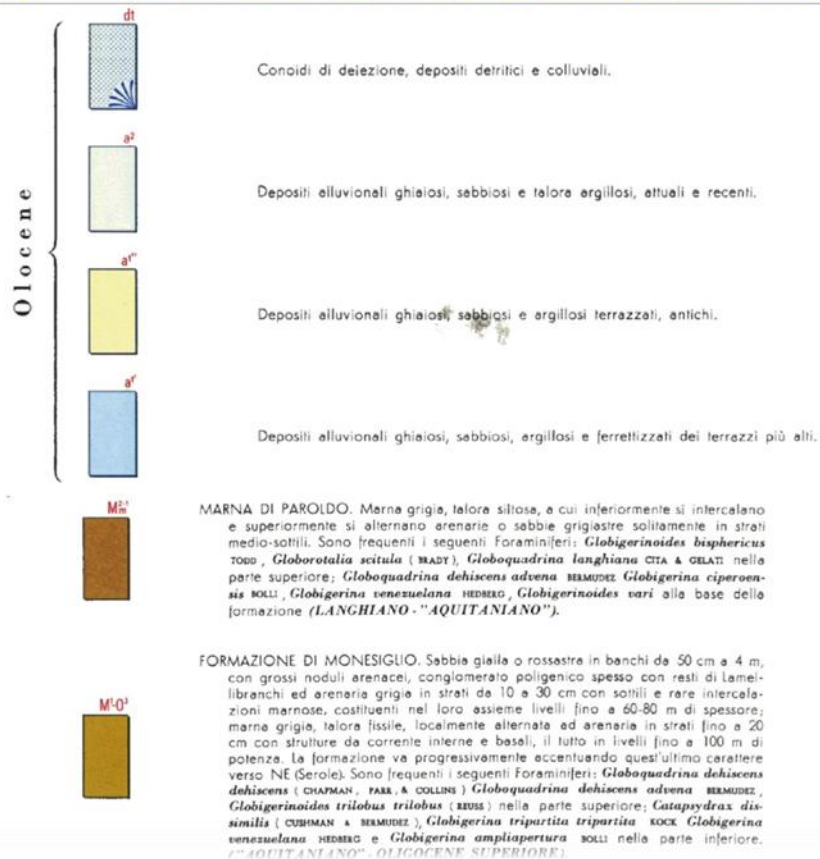 Olocene
dt
Conoidi di deiezione, depositi detritici e colluviali.
a²
Depositi alluvionali ghiaiosi, sabbiosi e talora argillosi, attuali e recenti.
a¹''
Depositi alluvionali ghiaiosi, sabbiosi e argillosi terrazzati, antichi.
a¹'
Depositi alluvionali ghiaiosi, sabbiosi, argillosi e ferrettizzati dei terrazzi più alti.
M²⁻¹m
MARNA DI PAROLDO. Marna grigia, talora siltosa, a cui inferiormente si intercalano
e superiormente si alternano arenarie o sabbie grigiastre solitamente in strati
medio-sottili. Sono frequenti i seguenti Foraminiferi: Globigerinoides bisphericus
TODD, Globorotalia scitula (BRADY), Globoquadrina langhiana CITA & GELATI nella
parte superiore; Globoquadrina dehiscens advena BERMUDEZ Globigerina ciperoen-
sis BOLLI, Globigerina venezuelana HEDBERG, Globigerinoides vari alla base della
formazione (LANGHIANO - "AQUITANIANO").
M¹-O³
FORMAZIONE DI MONESIGLIO. Sabbia gialla o rossastra in banchi da 50 cm a 4 m,
con grossi noduli arenacei, conglomerato poligenico spesso con resti di Lamel-
libranchi ed arenaria grigia in strati da 10 a 30 cm con sottili e rare intercala-
zioni marnose, costituenti nel loro assieme livelli fino a 60-80 m di spessore;
marna grigia, talora fissile, localmente alternata ad arenaria in strati fino a 20
cm con strutture da corrente interne e basali, il tutto in livelli fino a 100 m di
potenza. La formazione va progressivamente accentuando quest'ultimo carattere
verso NE (Serole). Sono frequenti i seguenti Foraminiferi: Globoquadrina dehiscens
dehiscens (CHAPMAN, PARR, & COLLINS) Globoquadrina dehiscens advena BERMUDEZ,
Globigerinoides trilobus trilobus (REUSS) nella parte superiore; Catapsydrax dis-
similis (CUSHMAN & BERMUDEZ), Globigerina tripartita tripartita KOCK Globigerina
venezuelana HEDBERG e Globigerina ampliapertura BOLLI nella parte inferiore.
("AQUITANIANO" - OLIGOCENE SUPERIORE).